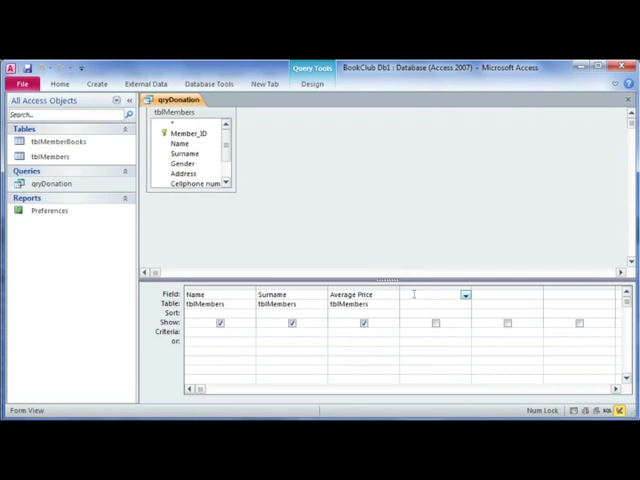 Query Tools
BookClub Db1 : Database (Access 2007) - Microsoft Access
File Home Create External Data Database Tools New Tab Design
All Access Objects
Search...
Tables
tblMemberBooks
tblMembers
Queries
qryDonation
Reports
Preferences
qryDonation
tblMembers
*
Member_ID
Name
Surname
Gender
Address
Cellphone num
Field: Name Surname Average Price
Table: tblMembers tblMembers tblMembers
Sort:
Show:
Criteria:
or:
Form View
Num Lock
SQL